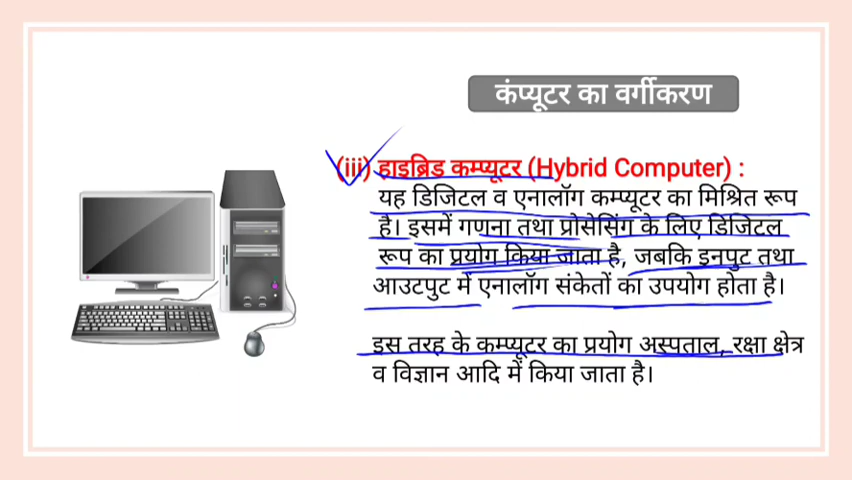 कंप्यूटर का वर्गीकरण
(iii) हाइब्रिड कम्प्यूटर (Hybrid Computer) :
यह डिजिटल व एनालॉग कम्प्यूटर का मिश्रित रूप
है। इसमें गणना तथा प्रोसेसिंग के लिए डिजिटल
रूप का प्रयोग किया जाता है, जबकि इनपुट तथा
आउटपुट में एनालॉग संकेतों का उपयोग होता है।
इस तरह के कम्प्यूटर का प्रयोग अस्पताल, रक्षा क्षेत्र
व विज्ञान आदि में किया जाता है।